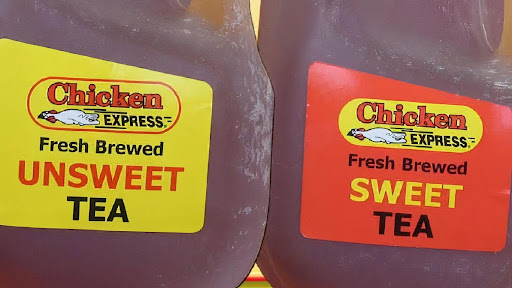 Chicken
EXPRESS
Fresh Brewed
UNSWEET
TEA
Chicken
EXPRESS
Fresh Brewed
SWEET
TEA